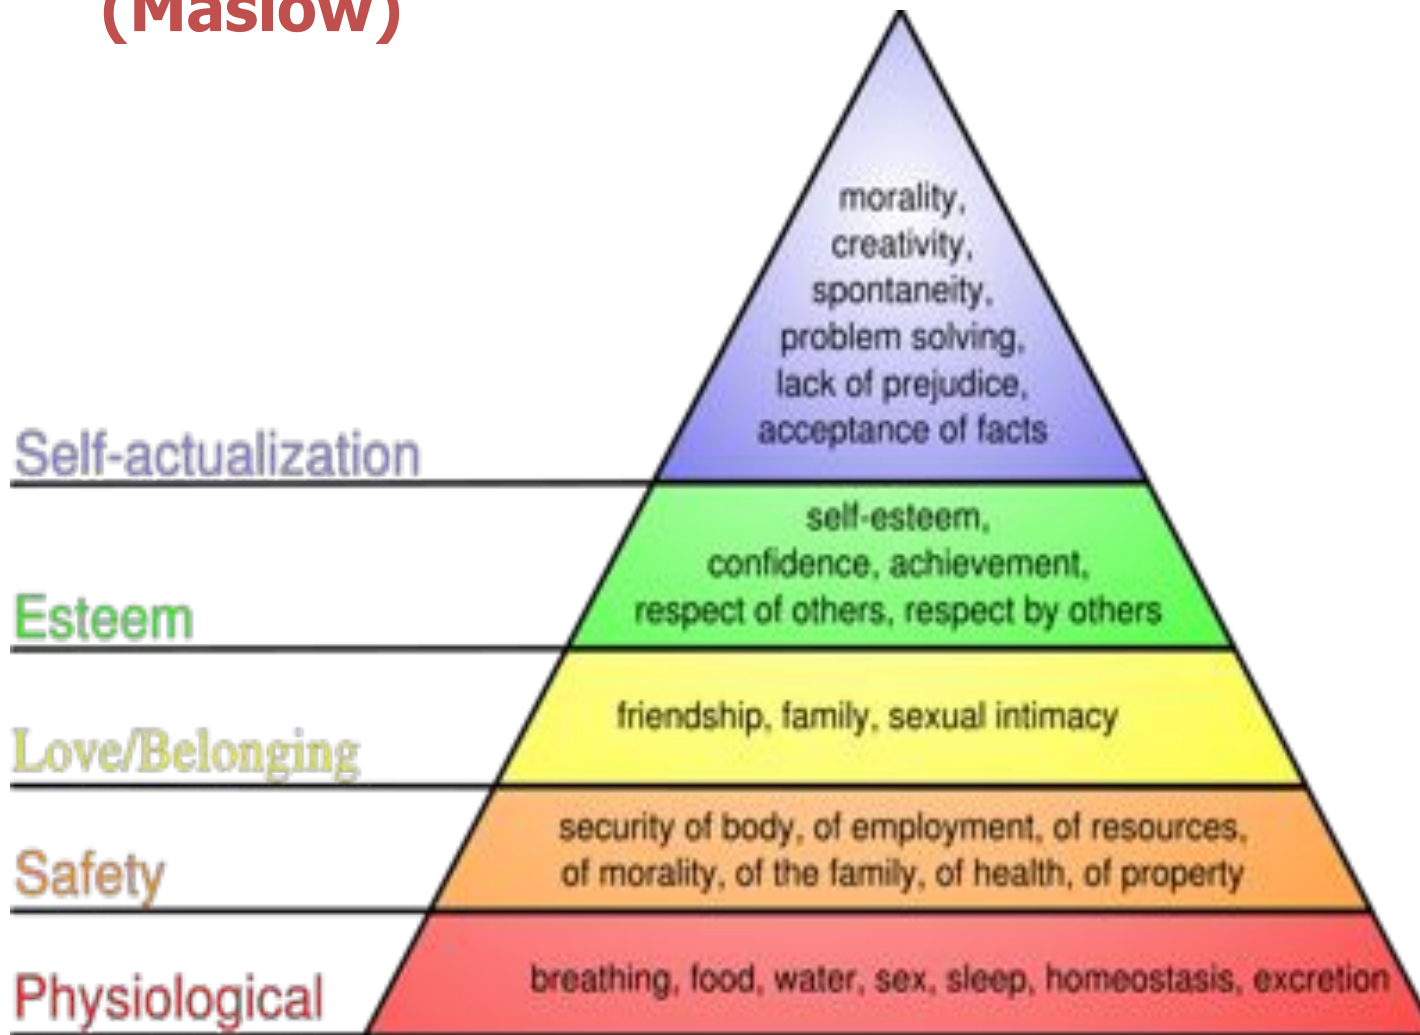 (Maslow)
morality,
creativity,
spontaneity,
problem solving,
lack of prejudice,
acceptance of facts
Self-actualization
self-esteem,
confidence, achievement,
respect of others, respect by others
Esteem
friendship, family, sexual intimacy
Love/Belonging
security of body, of employment, of resources,
of morality, of the family, of health, of property
Safety
breathing, food, water, sex, sleep, homeostasis, excretion
Physiological